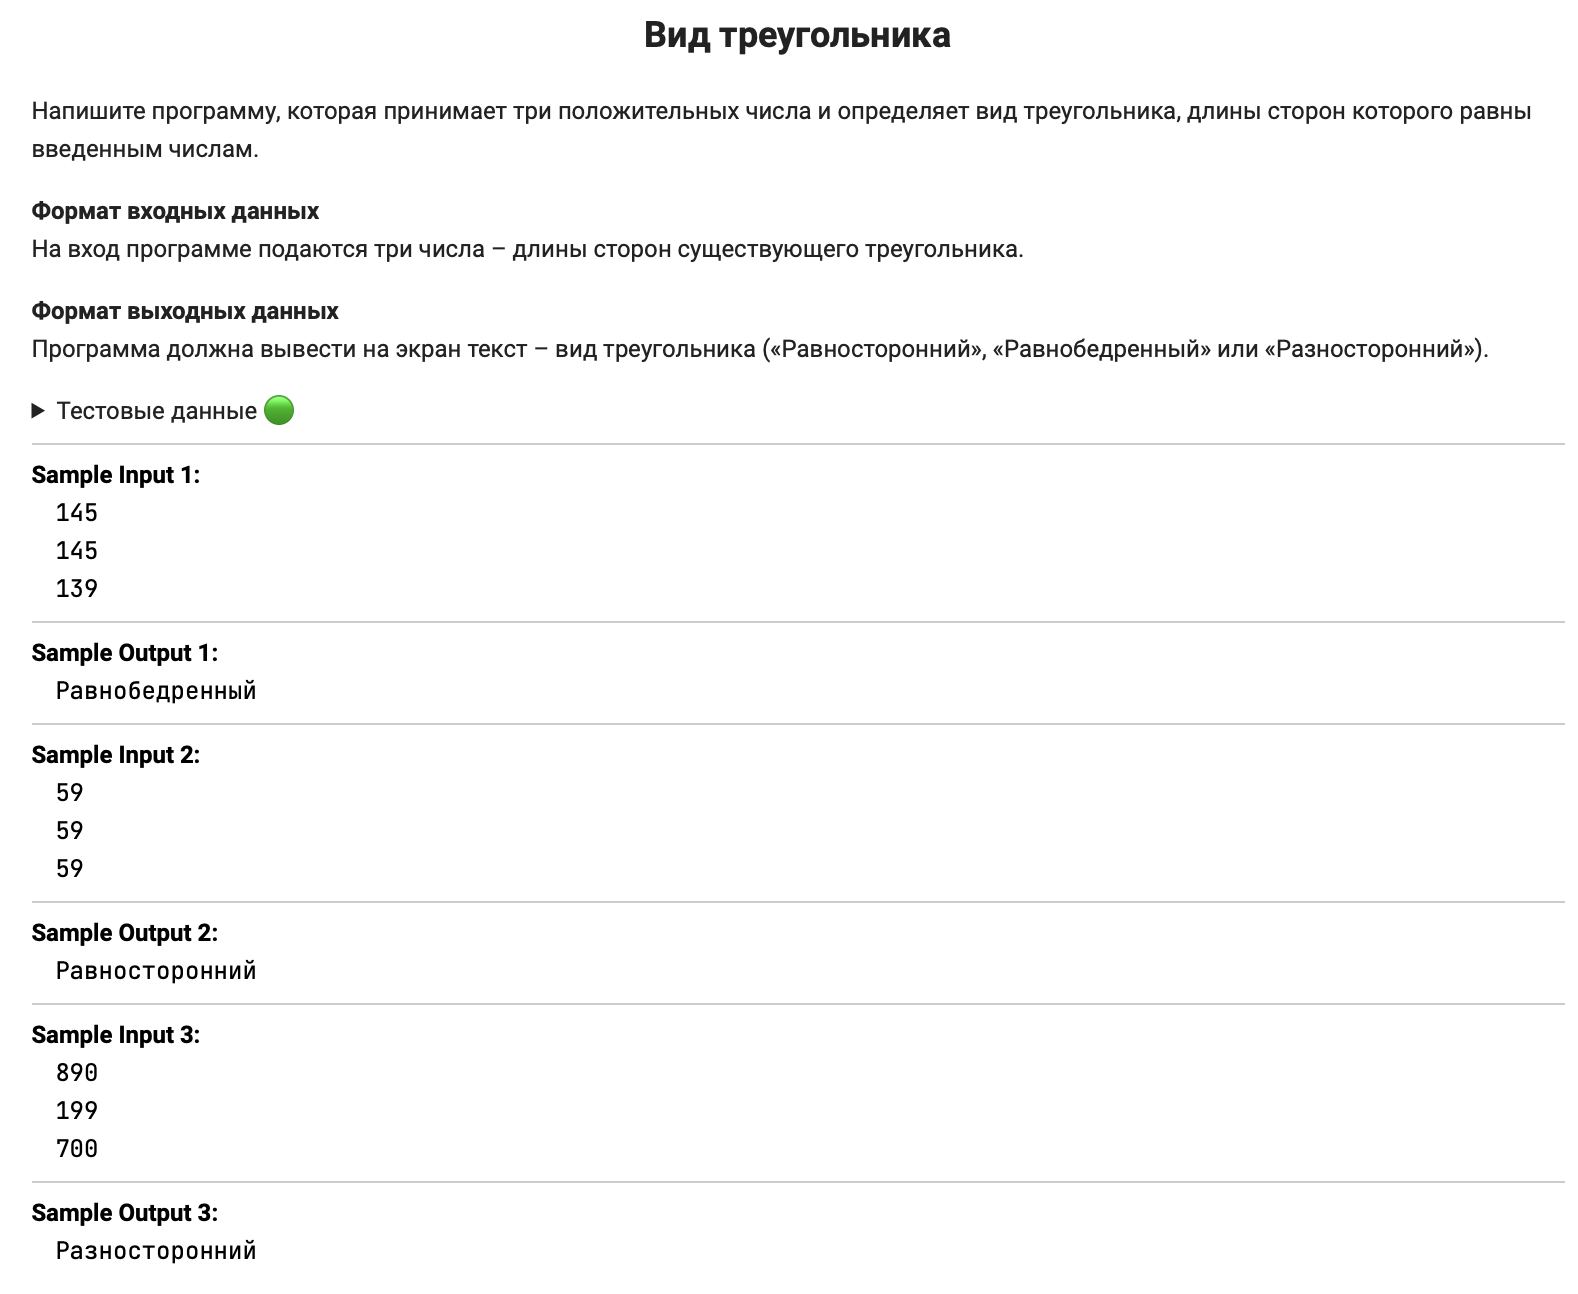 Вид треугольника
Напишите программу, которая принимает три положительных числа и определяет вид треугольника, длины сторон которого равны
введенным числам.
Формат входных данных
На вход программе подаются три числа – длины сторон существующего треугольника.
Формат выходных данных
Программа должна вывести на экран текст – вид треугольника («Равносторонний», «Равнобедренный» или «Разносторонний»).
Тестовые данные
Sample Input 1:
145
145
139
Sample Output 1:
Равнобедренный
Sample Input 2:
59
59
59
Sample Output 2:
Равносторонний
Sample Input 3:
890
199
700
Sample Output 3:
Разносторонний